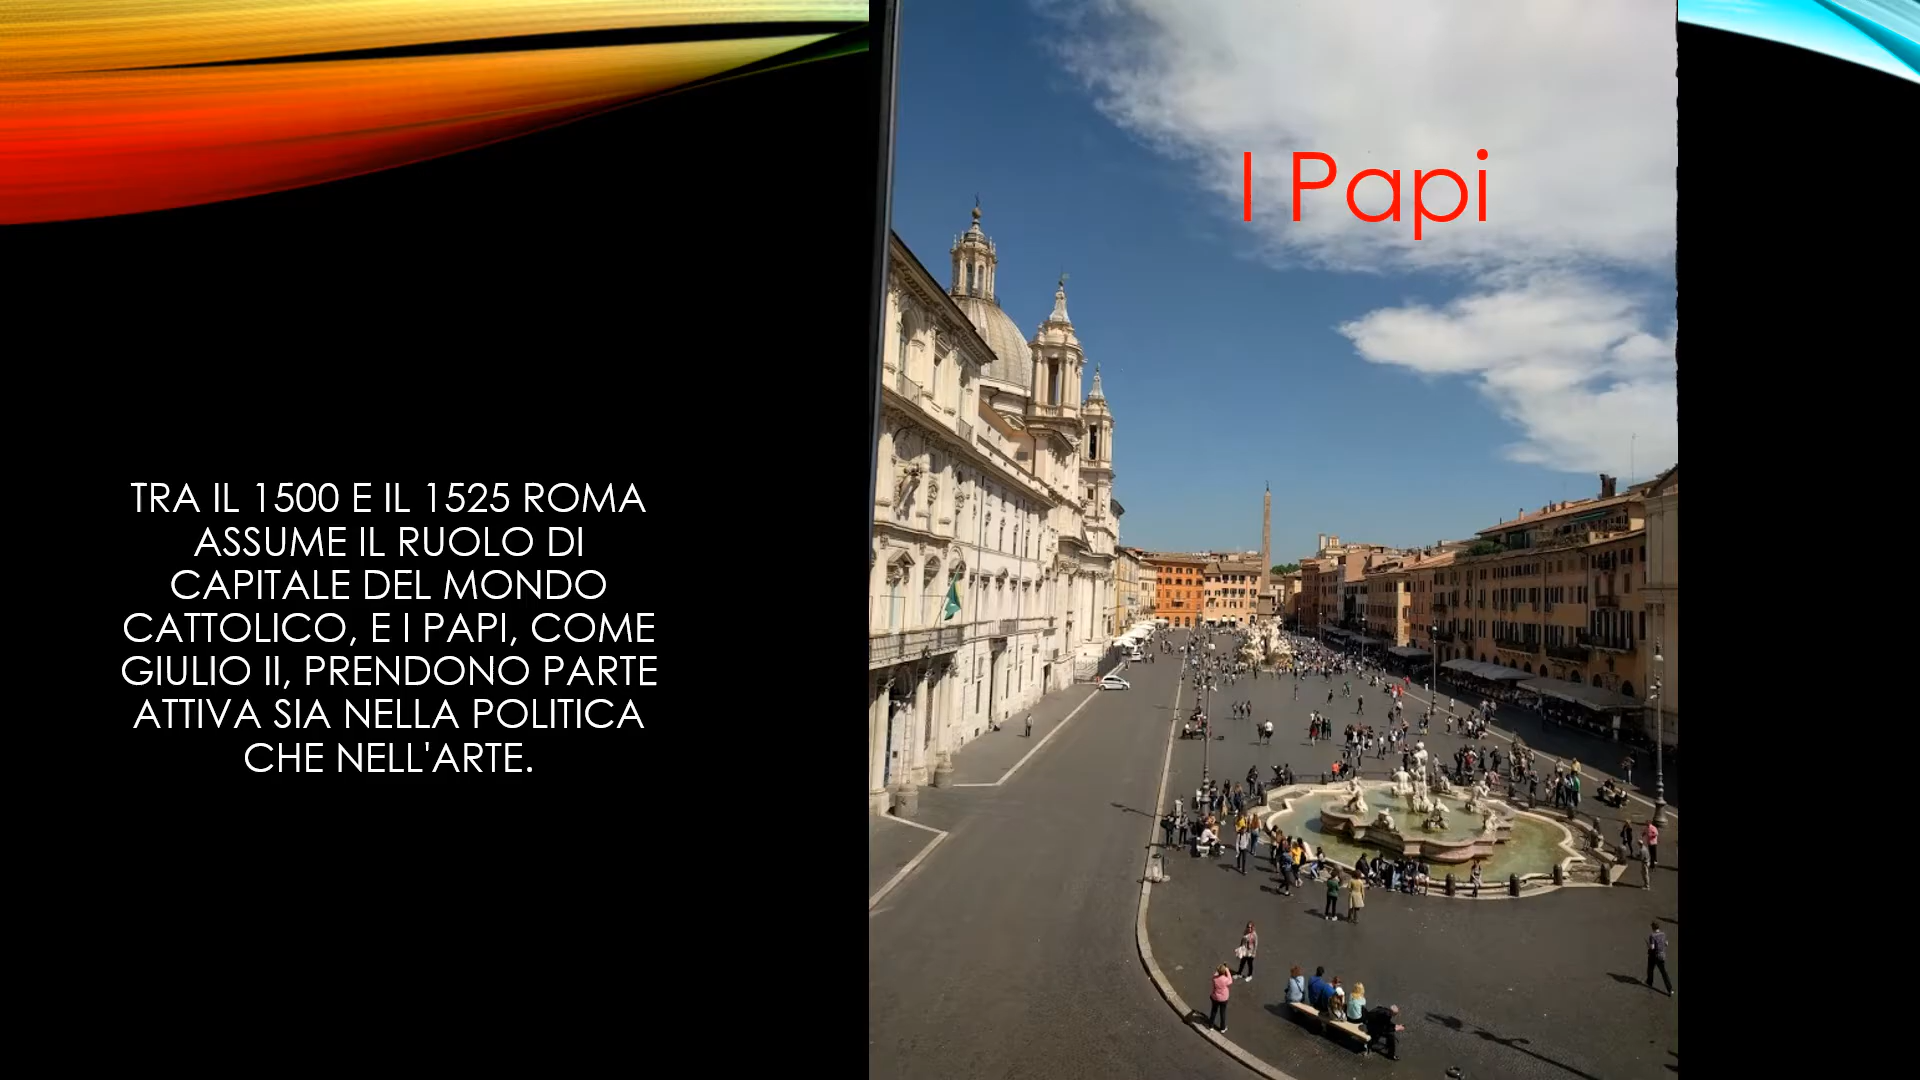 I Papi
TRA IL 1500 E IL 1525 ROMA
ASSUME IL RUOLO DI
CAPITALE DEL MONDO
CATTOLICO, E I PAPI, COME
GIULIO II, PRENDONO PARTE
ATTIVA SIA NELLA POLITICA
CHE NELL'ARTE.